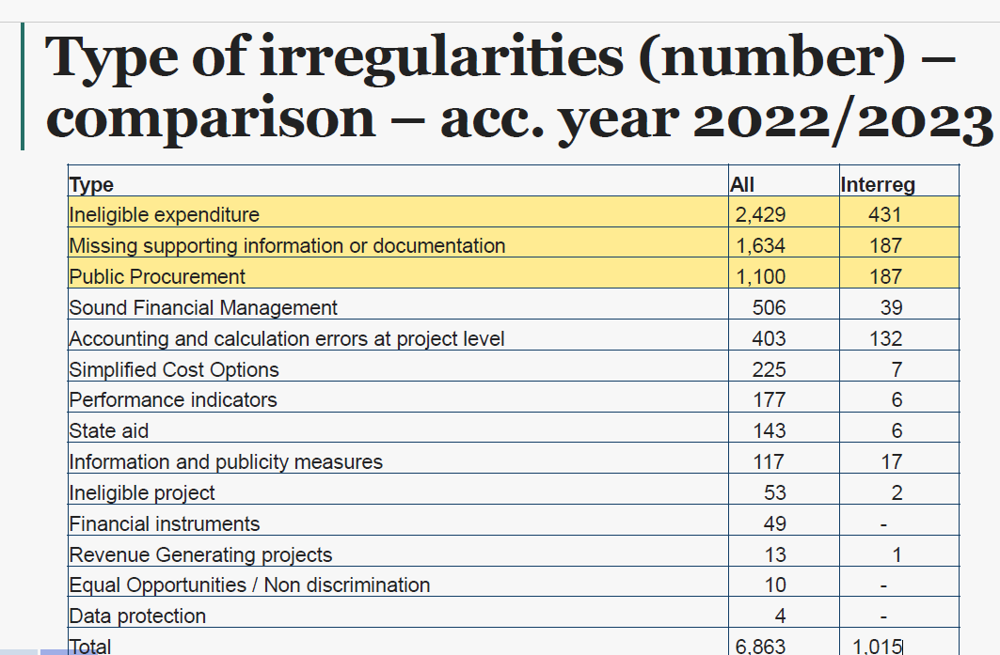 Type of irregularities (number) –
comparison – acc. year 2022/2023
Type All Interreg
Ineligible expenditure 2,429 431
Missing supporting information or documentation 1,634 187
Public Procurement 1,100 187
Sound Financial Management 506 39
Accounting and calculation errors at project level 403 132
Simplified Cost Options 225 7
Performance indicators 177 6
State aid 143 6
Information and publicity measures 117 17
Ineligible project 53 2
Financial instruments 49 -
Revenue Generating projects 13 1
Equal Opportunities / Non discrimination 10 -
Data protection 4 -
Total 6,863 1,015